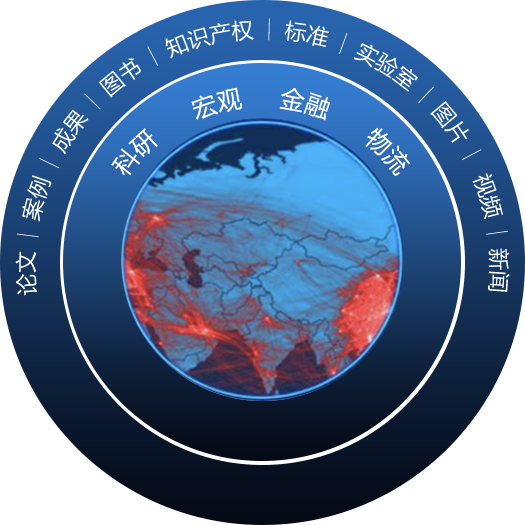 论文 | 案例 | 成果 | 图书 | 知识产权 | 标准 | 实验室 | 图片 | 视频 | 新闻
科研 宏观 金融 物流